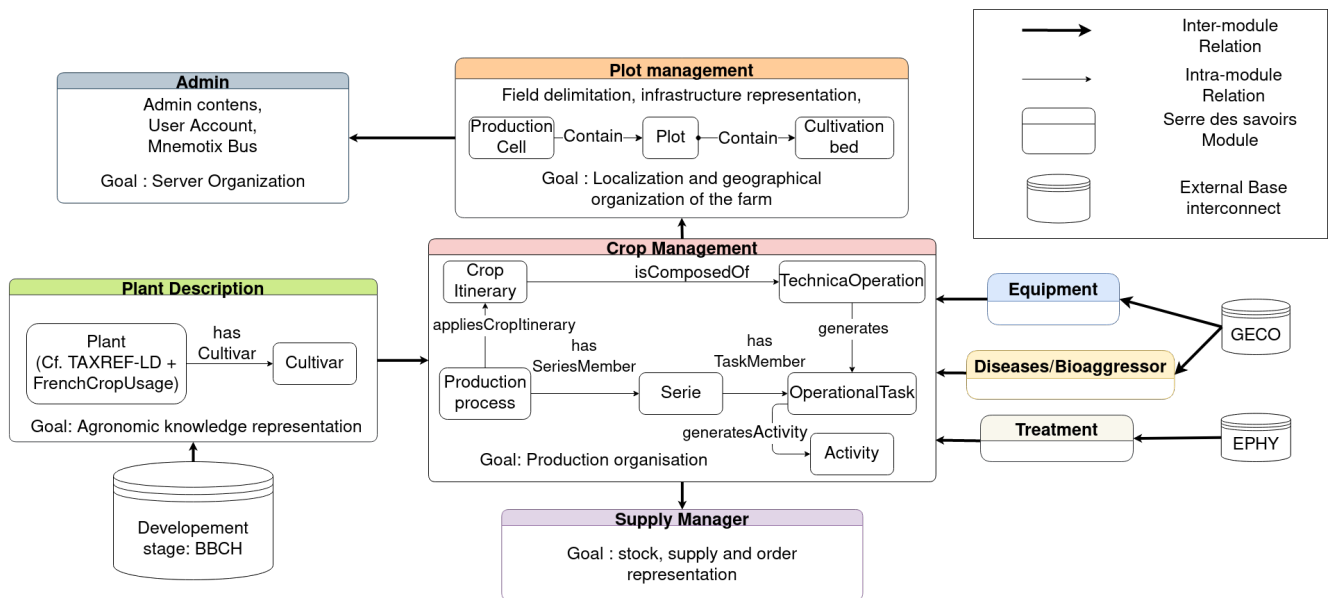 Admin
Admin contens,
User Account,
Mnemotix Bus
Goal : Server Organization
Plot management
Field delimitation, infrastructure representation,
Production
Cell
Contain
Plot
Contain
Cultivation
bed
Goal : Localization and geographical
organization of the farm
Inter-module
Relation
Intra-module
Relation
Serre des savoirs
Module
External Base
interconnect
Plant Description
Plant
(Cf. TAXREF-LD +
FrenchCropUsage)
has
Cultivar
Cultivar
Goal: Agronomic knowledge representation
Developement
stage: BBCH
Crop Management
Crop
Itinerary
isComposedOf
TechnicaOperation
appliesCropItinerary
generates
has
SeriesMember
has
TaskMember
Production
process
Serie
OperationalTask
generatesActivity
Activity
Goal: Production organisation
Equipment
Diseases/Bioaggressor
Treatment
GECO
EPHY
Supply Manager
Goal : stock, supply and order
representation